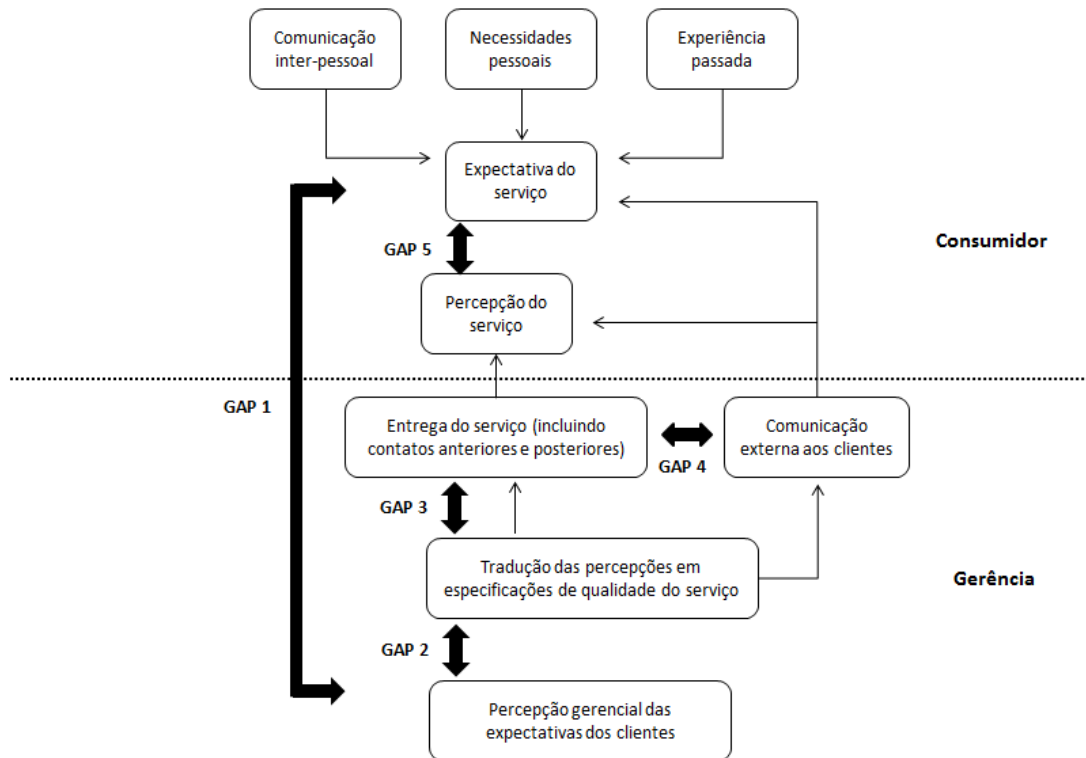 Comunicação
inter-pessoal
Necessidades
pessoais
Experiência
passada
Expectativa do
serviço
GAP 5
Consumidor
Percepção do
serviço
GAP 1
Entrega do serviço (incluindo
contatos anteriores e posteriores)
Comunicação
externa aos clientes
GAP 4
GAP 3
Tradução das percepções em
especificações de qualidade do serviço
Gerência
GAP 2
Percepção gerencial das
expectativas dos clientes